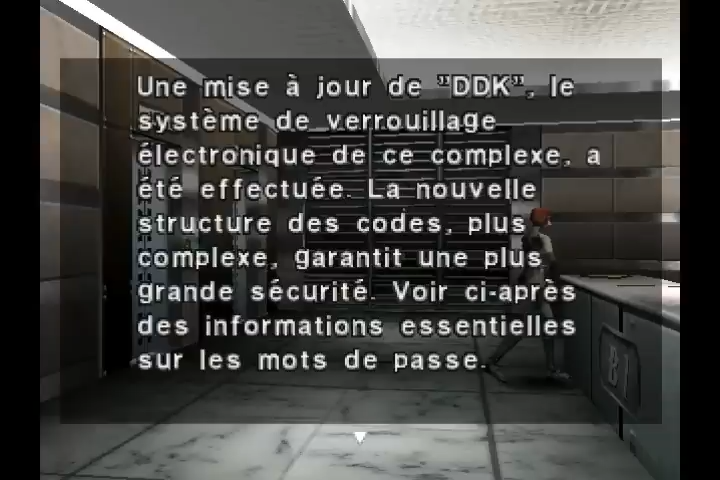 Une mise à jour de "DDK", le
système de verrouillage
électronique de ce complexe, a
été effectuée. La nouvelle
structure des codes, plus
complexe, garantit une plus
grande sécurité. Voir ci-après
des informations essentielles
sur les mots de passe.
B1